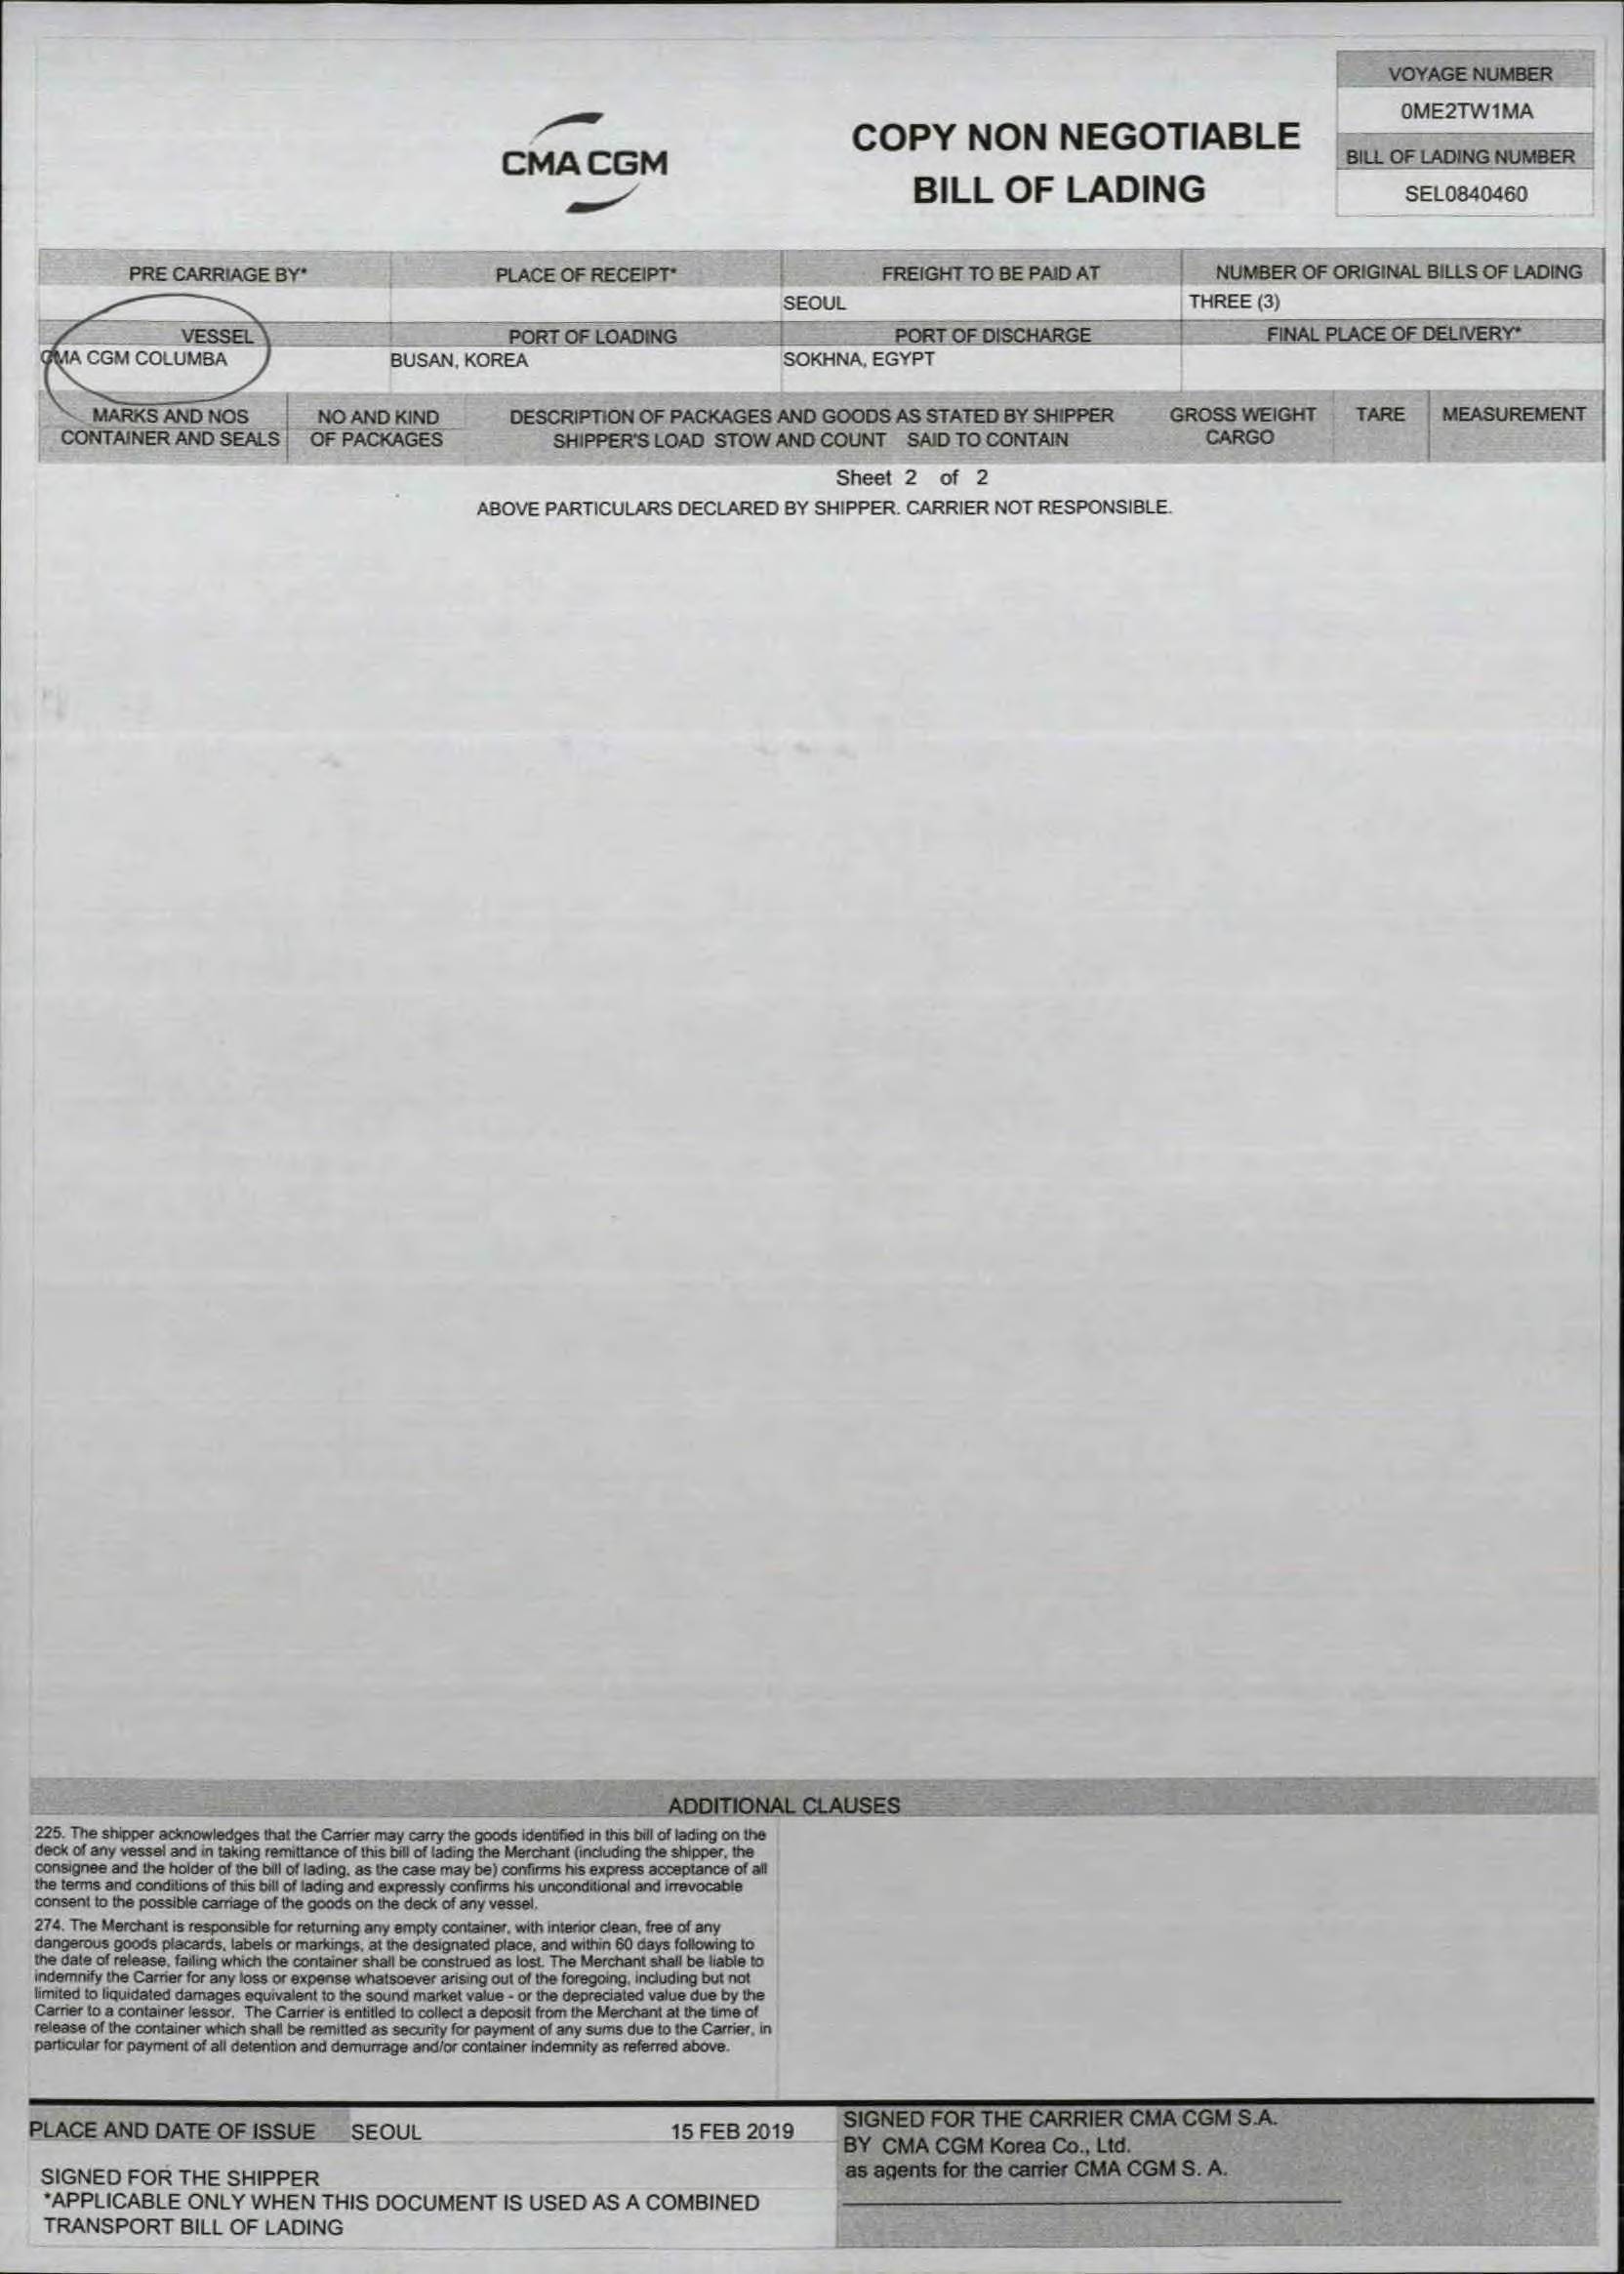 VOYAGE NUMBER
0ME2TW1MA
CMA CGM
COPY NON NEGOTIABLE
BILL OF LADING
BILL OF LADING NUMBER
SEL0840460
PRE CARRIAGE BY* PLACE OF RECEIPT* FREIGHT TO BE PAID AT NUMBER OF ORIGINAL BILLS OF LADING
SEOUL THREE (3)
VESSEL PORT OF LOADING PORT OF DISCHARGE FINAL PLACE OF DELIVERY*
CMA CGM COLUMBA BUSAN, KOREA SOKHNA, EGYPT
MARKS AND NOS NO AND KIND DESCRIPTION OF PACKAGES AND GOODS AS STATED BY SHIPPER GROSS WEIGHT TARE MEASUREMENT
CONTAINER AND SEALS OF PACKAGES SHIPPER'S LOAD STOW AND COUNT SAID TO CONTAIN CARGO
Sheet 2 of 2
ABOVE PARTICULARS DECLARED BY SHIPPER. CARRIER NOT RESPONSIBLE.
ADDITIONAL CLAUSES
225. The shipper acknowledges that the Carrier may carry the goods identified in this bill of lading on the
deck of any vessel and in taking remittance of this bill of lading the Merchant (including the shipper, the
consignee and the holder of the bill of lading, as the case may be) confirms his express acceptance of all
the terms and conditions of this bill of lading and expressly confirms his unconditional and irrevocable
consent to the possible carriage of the goods on the deck of any vessel.
274. The Merchant is responsible for returning any empty container, with interior clean, free of any
dangerous goods placards, labels or markings, at the designated place, and within 60 days following to
the date of release, failing which the container shall be construed as lost. The Merchant shall be liable to
indemnify the Carrier for any loss or expense whatsoever arising out of the foregoing, including but not
limited to liquidated damages equivalent to the sound market value - or the depreciated value due by the
Carrier to a container lessor. The Carrier is entitled to collect a deposit from the Merchant at the time of
release of the container which shall be remitted as security for payment of any sums due to the Carrier, in
particular for payment of all detention and demurrage and/or container indemnity as referred above.
PLACE AND DATE OF ISSUE SEOUL 15 FEB 2019
SIGNED FOR THE CARRIER CMA CGM S.A.
BY CMA CGM Korea Co., Ltd.
as agents for the carrier CMA CGM S. A.
SIGNED FOR THE SHIPPER
*APPLICABLE ONLY WHEN THIS DOCUMENT IS USED AS A COMBINED
TRANSPORT BILL OF LADING